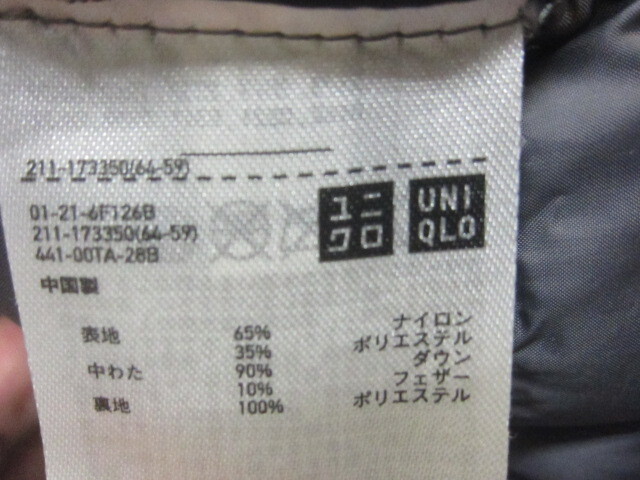 211-173350(64-59)
01-21-6F126B
211-173350(64-59)
441-00TA-28B
ユニ
クロ
UNI
QLO
中国製
表地 65% ナイロン
35% ポリエステル
中わた 90% ダウン
10% フェザー
裏地 100% ポリエステル